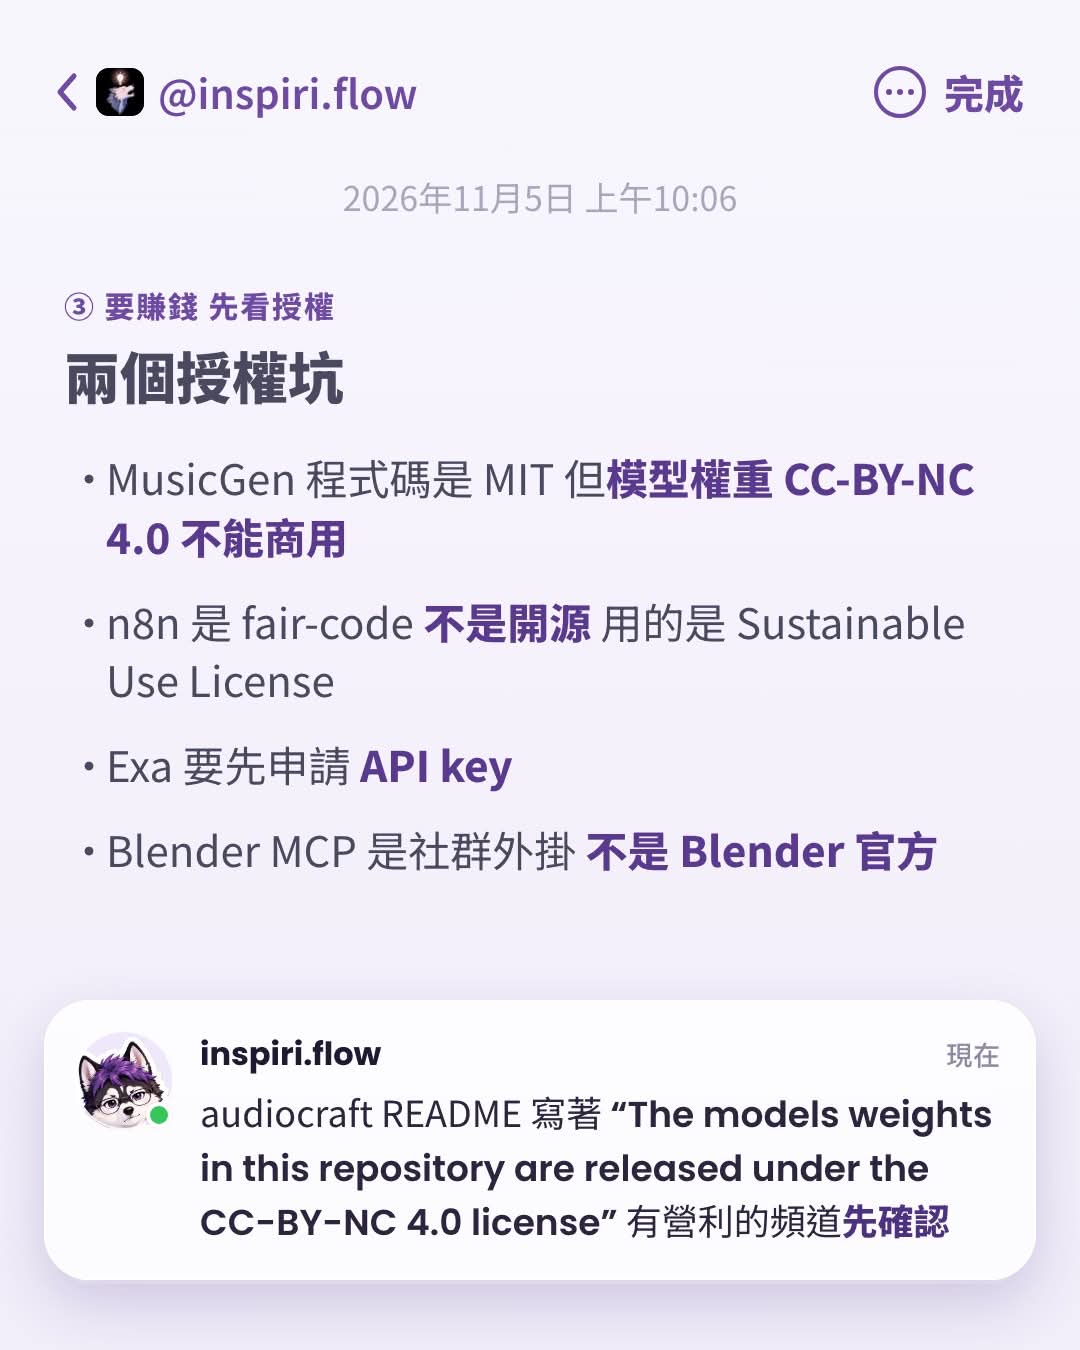 @inspiri.flow
完成
2026年11月5日 上午10:06
③ 要賺錢 先看授權
兩個授權坑
・MusicGen 程式碼是 MIT 但模型權重 CC-BY-NC
4.0 不能商用
・n8n 是 fair-code 不是開源 用的是 Sustainable
Use License
・Exa 要先申請 API key
・Blender MCP 是社群外掛 不是 Blender 官方
inspiri.flow
現在
audiocraft README 寫著 “The models weights
in this repository are released under the
CC-BY-NC 4.0 license” 有營利的頻道先確認